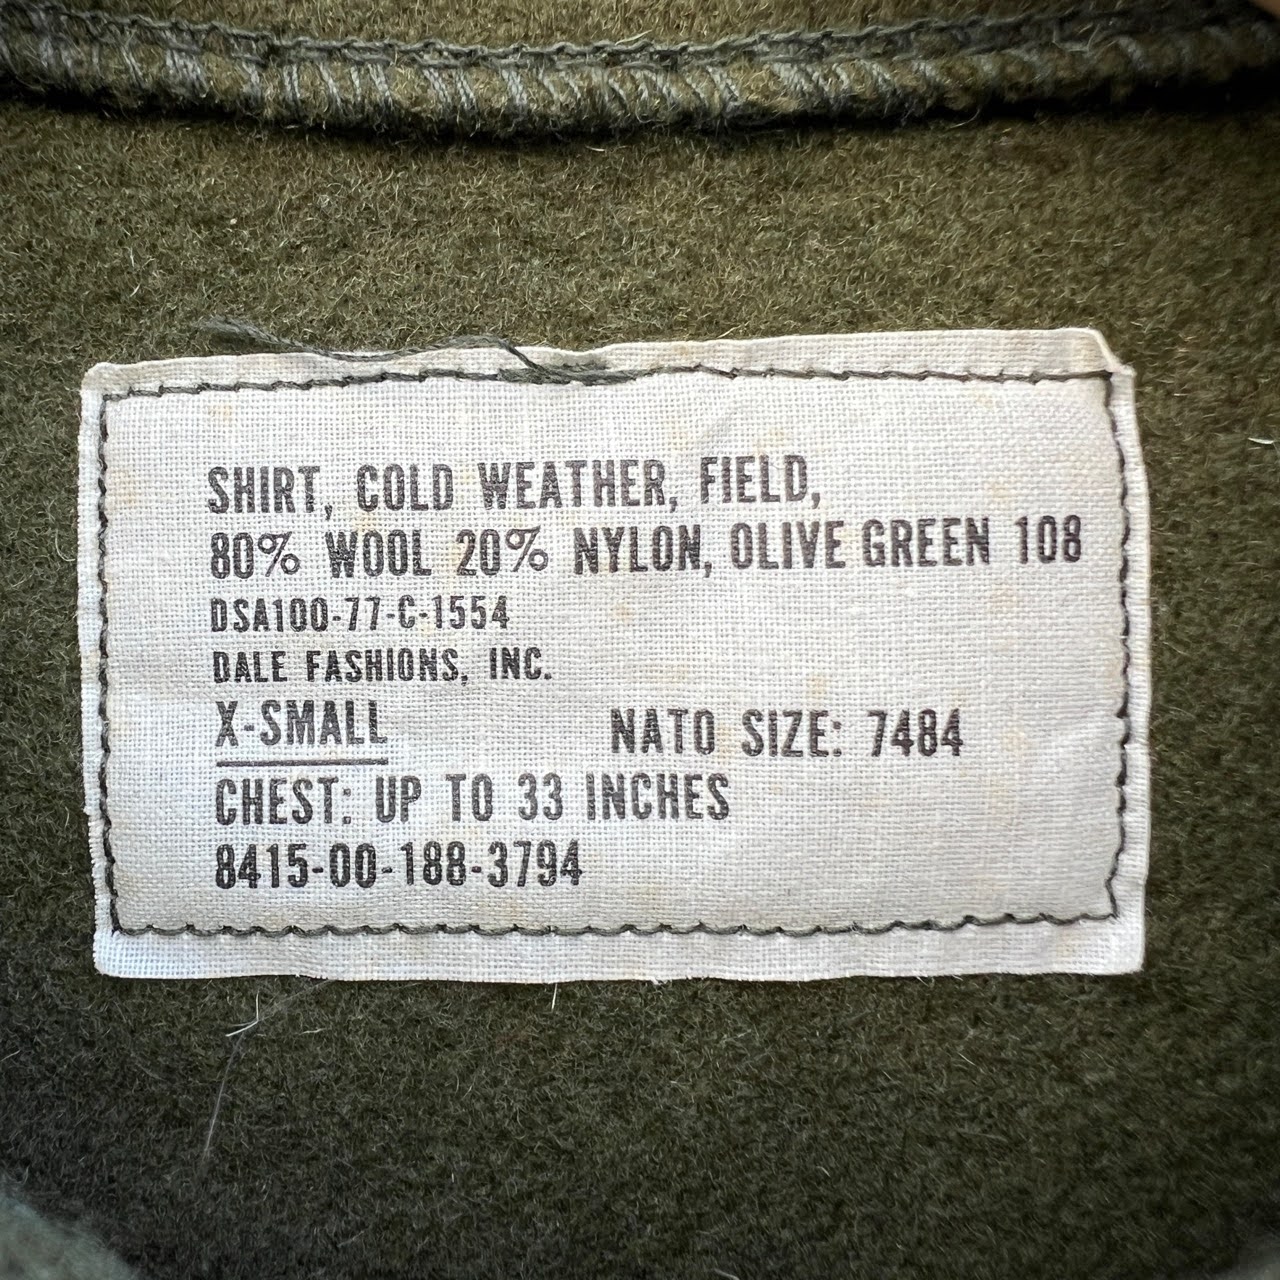 SHIRT, COLD WEATHER, FIELD,
80% WOOL 20% NYLON, OLIVE GREEN 108
DSA100-77-C-1554
DALE FASHIONS, INC.
X-SMALL NATO SIZE: 7484
CHEST: UP TO 33 INCHES
8415-00-188-3794